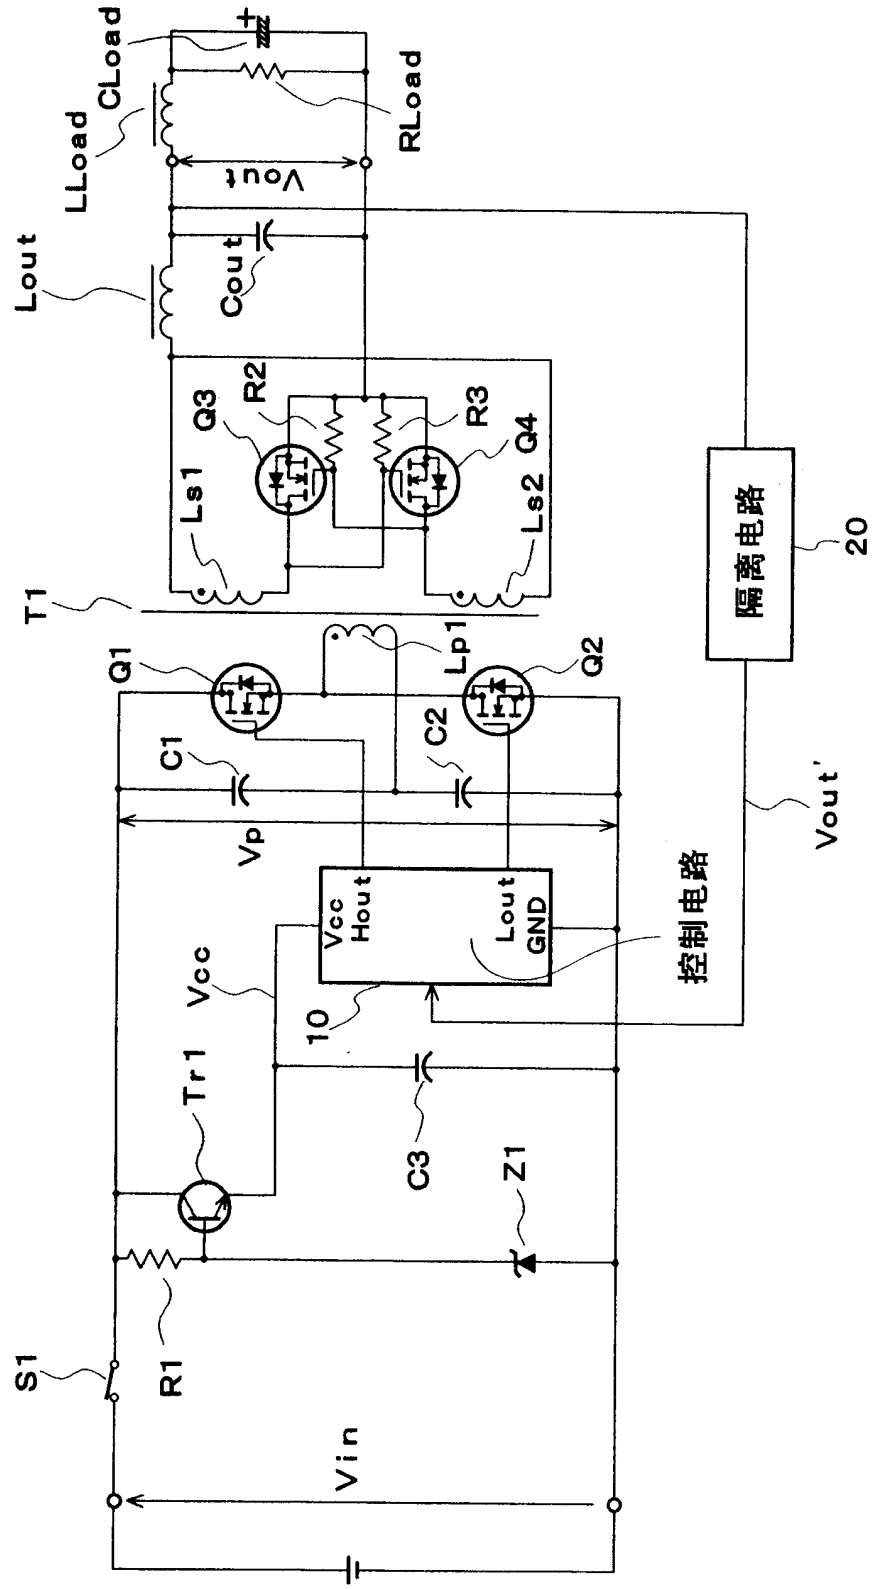 S1
R1
Vin
Tr1
Vcc
Z1
C3
10
Vcc
Hout
Lout
GND
控制电路
Vp
C1
C2
Q1
Q2
Lp1
T1
Ls1
Ls2
Q3
Q4
R2
R3
Lout
Cout
Vout
LLoad
CLoad
+
RLoad
隔离电路
20
Vout'